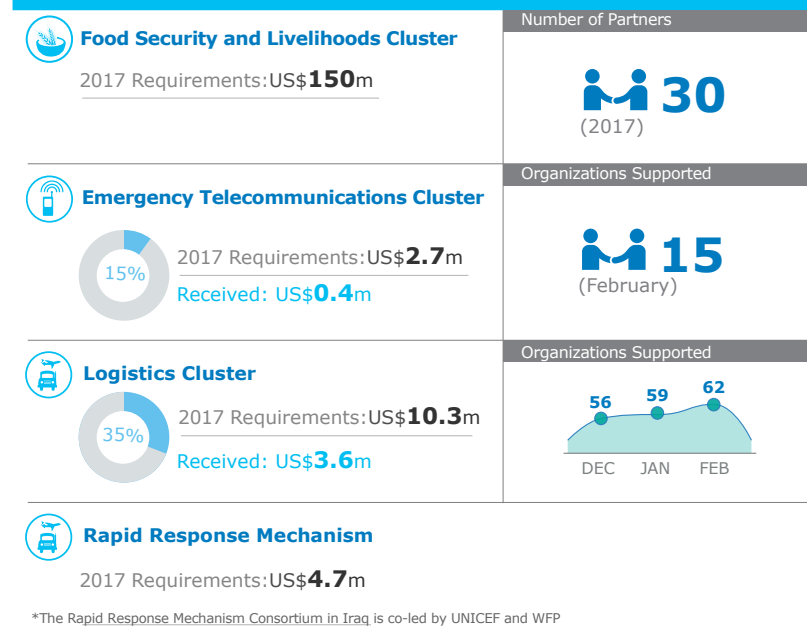 Number of Partners
Food Security and Livelihoods Cluster
2017 Requirements:US$150m
30
(2017)
Organizations Supported
Emergency Telecommunications Cluster
15%
2017 Requirements:US$2.7m
Received: US$0.4m
15
(February)
Organizations Supported
Logistics Cluster
35%
2017 Requirements:US$10.3m
Received: US$3.6m
56 59 62
DEC JAN FEB
Rapid Response Mechanism
2017 Requirements:US$4.7m
*The Rapid Response Mechanism Consortium in Iraq is co-led by UNICEF and WFP